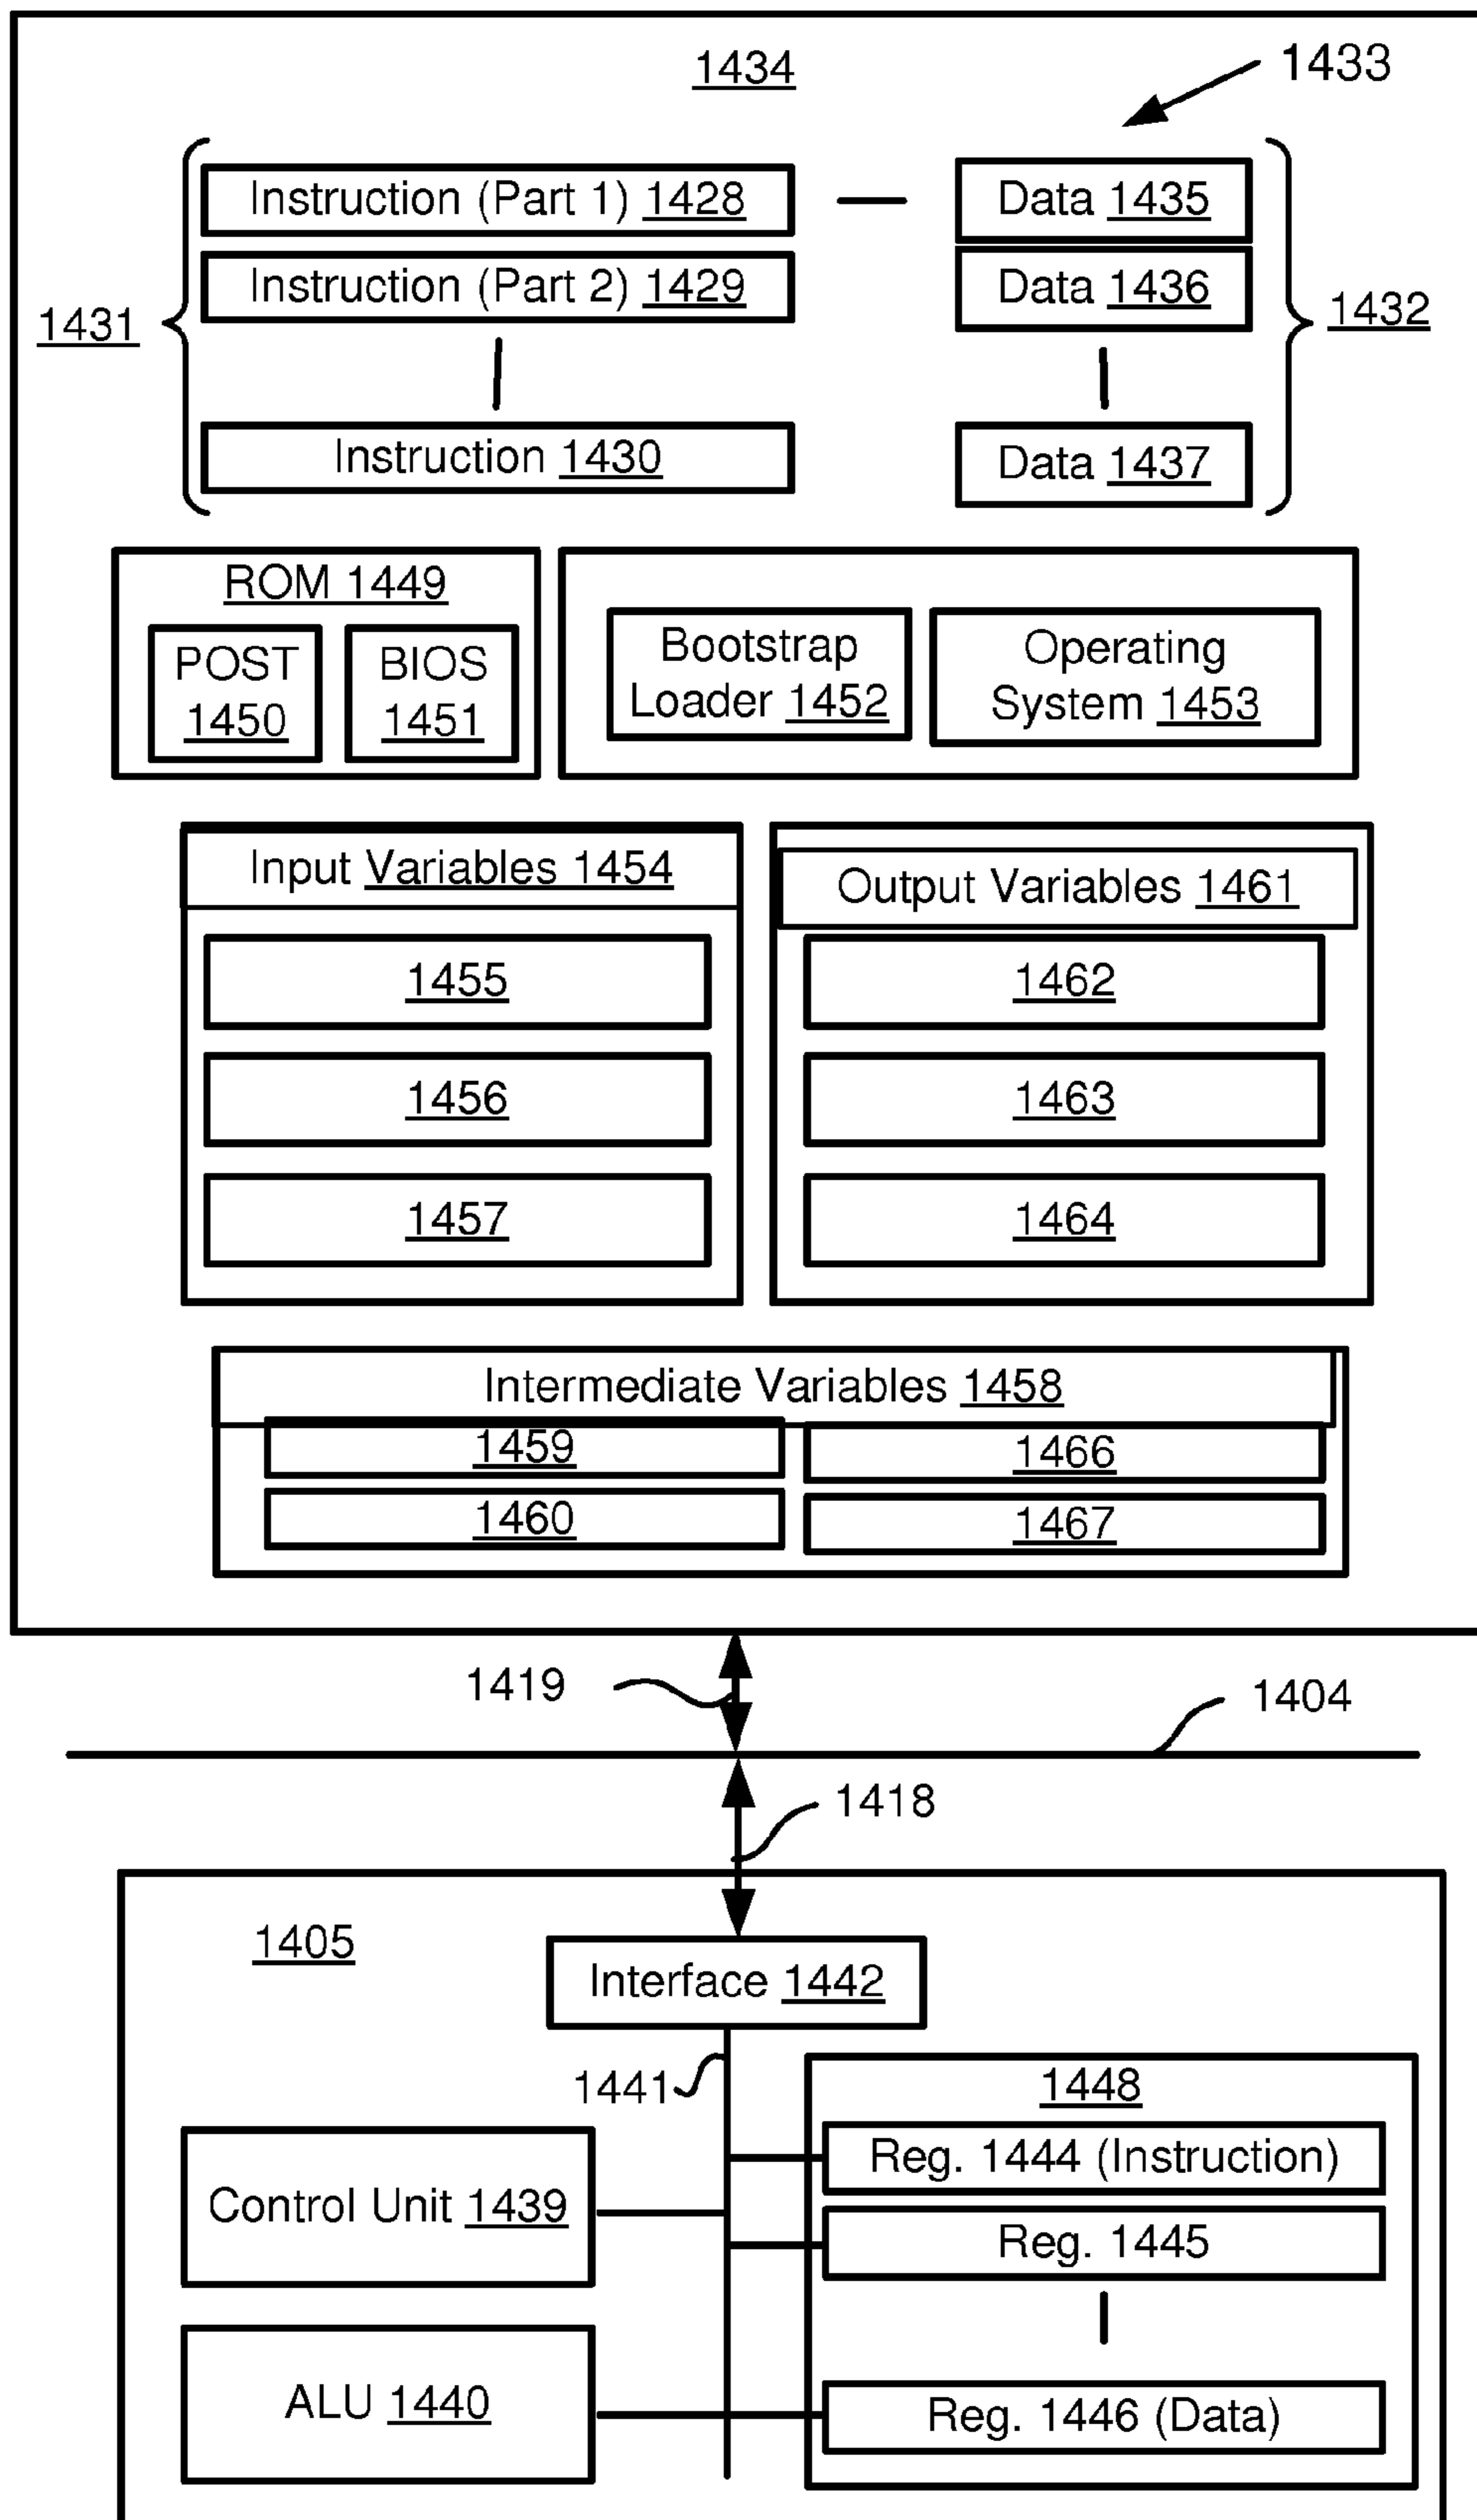 1434
1433
Instruction (Part 1) 1428
Data 1435
Instruction (Part 2) 1429
Data 1436
1431
1432
Instruction 1430
Data 1437
ROM 1449
POST
1450
BIOS
1451
Bootstrap
Loader 1452
Operating
System 1453
Input Variables 1454
1455
1456
1457
Output Variables 1461
1462
1463
1464
Intermediate Variables 1458
1459
1466
1460
1467
1419
1404
1418
1405
Interface 1442
1441
1448
Reg. 1444 (Instruction)
Control Unit 1439
Reg. 1445
ALU 1440
Reg. 1446 (Data)